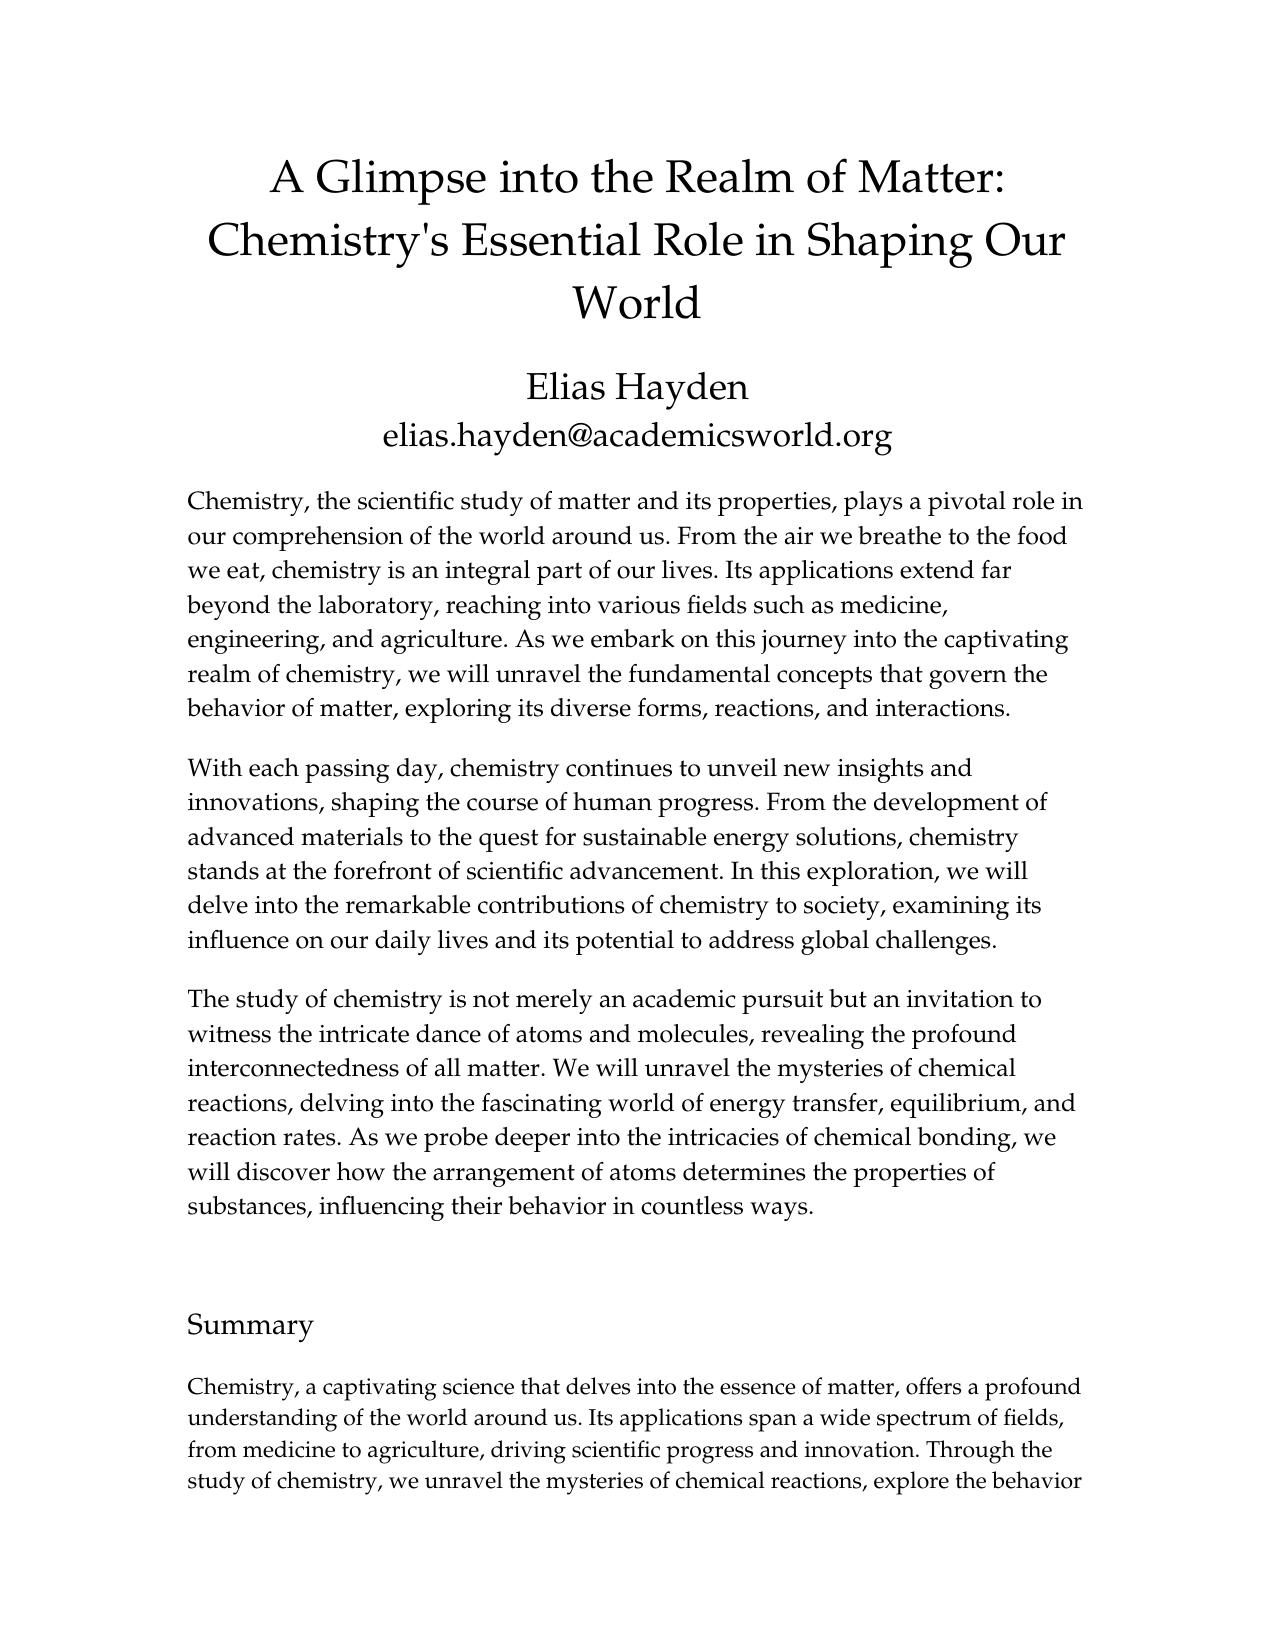 A Glimpse into the Realm of Matter:
Chemistry's Essential Role in Shaping Our
World
Elias Hayden
elias.hayden@academicsworld.org
Chemistry, the scientific study of matter and its properties, plays a pivotal role in
our comprehension of the world around us. From the air we breathe to the food
we eat, chemistry is an integral part of our lives. Its applications extend far
beyond the laboratory, reaching into various fields such as medicine,
engineering, and agriculture. As we embark on this journey into the captivating
realm of chemistry, we will unravel the fundamental concepts that govern the
behavior of matter, exploring its diverse forms, reactions, and interactions.
With each passing day, chemistry continues to unveil new insights and
innovations, shaping the course of human progress. From the development of
advanced materials to the quest for sustainable energy solutions, chemistry
stands at the forefront of scientific advancement. In this exploration, we will
delve into the remarkable contributions of chemistry to society, examining its
influence on our daily lives and its potential to address global challenges.
The study of chemistry is not merely an academic pursuit but an invitation to
witness the intricate dance of atoms and molecules, revealing the profound
interconnectedness of all matter. We will unravel the mysteries of chemical
reactions, delving into the fascinating world of energy transfer, equilibrium, and
reaction rates. As we probe deeper into the intricacies of chemical bonding, we
will discover how the arrangement of atoms determines the properties of
substances, influencing their behavior in countless ways.
Summary
Chemistry, a captivating science that delves into the essence of matter, offers a profound
understanding of the world around us. Its applications span a wide spectrum of fields,
from medicine to agriculture, driving scientific progress and innovation. Through the
study of chemistry, we unravel the mysteries of chemical reactions, explore the behavior